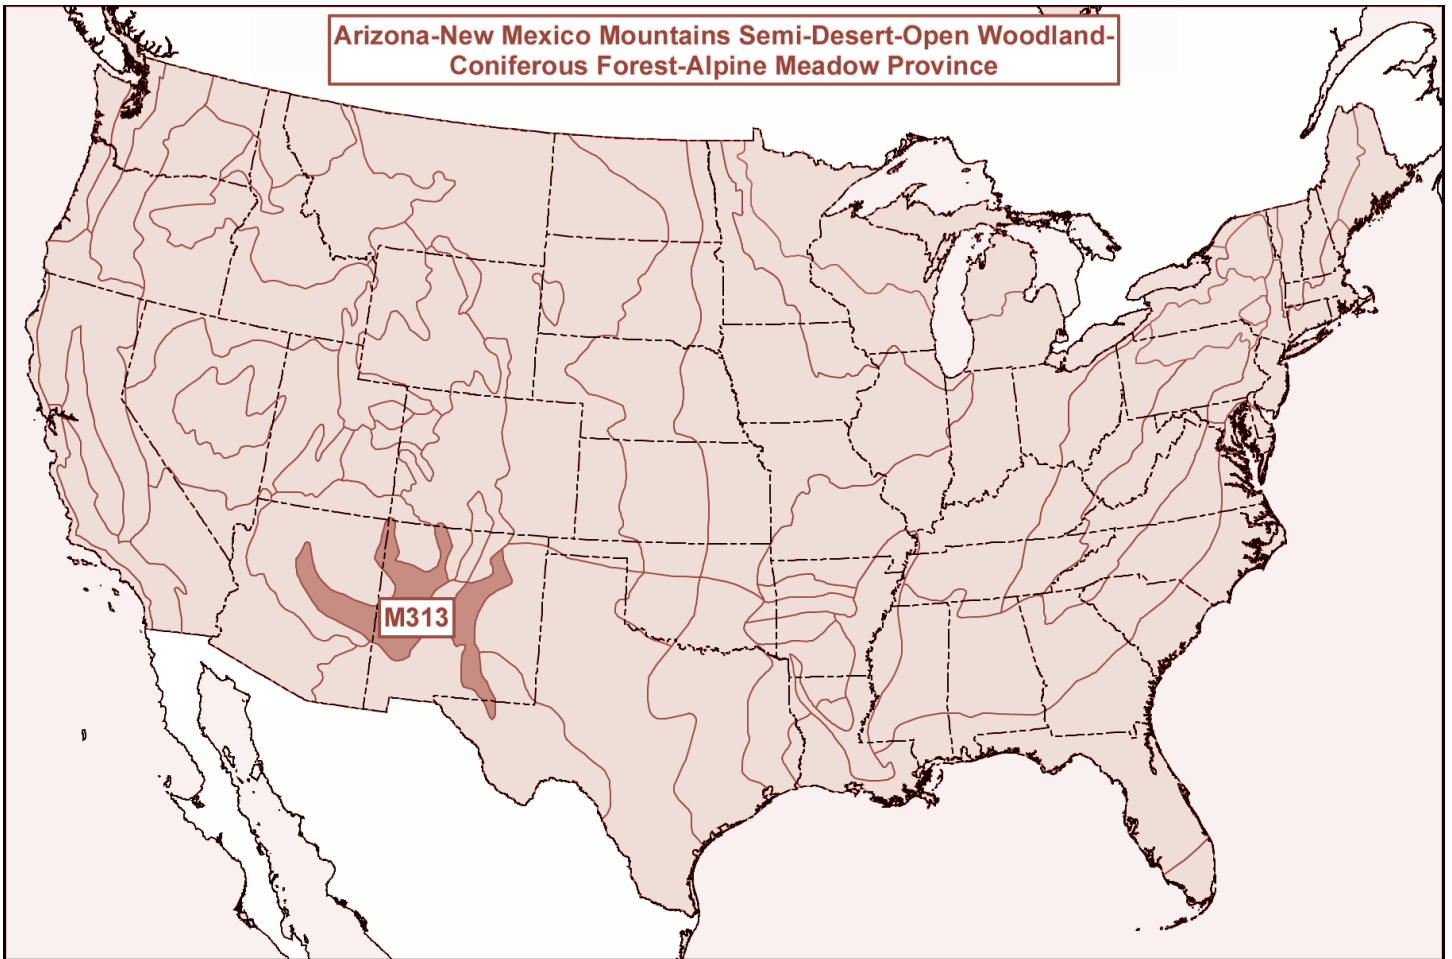 Arizona-New Mexico Mountains Semi-Desert-Open Woodland-
Coniferous Forest-Alpine Meadow Province
M313